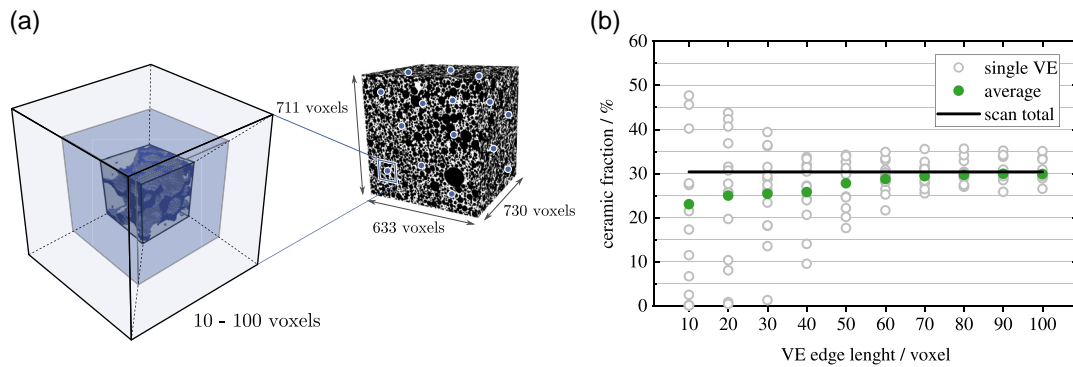 (a)
711 voxels
730 voxels
633 voxels
10 - 100 voxels
(b)
60
50
40
30
20
10
0
ceramic fraction / %
single VE
average
scan total
10 20 30 40 50 60 70 80 90 100
VE edge lenght / voxel